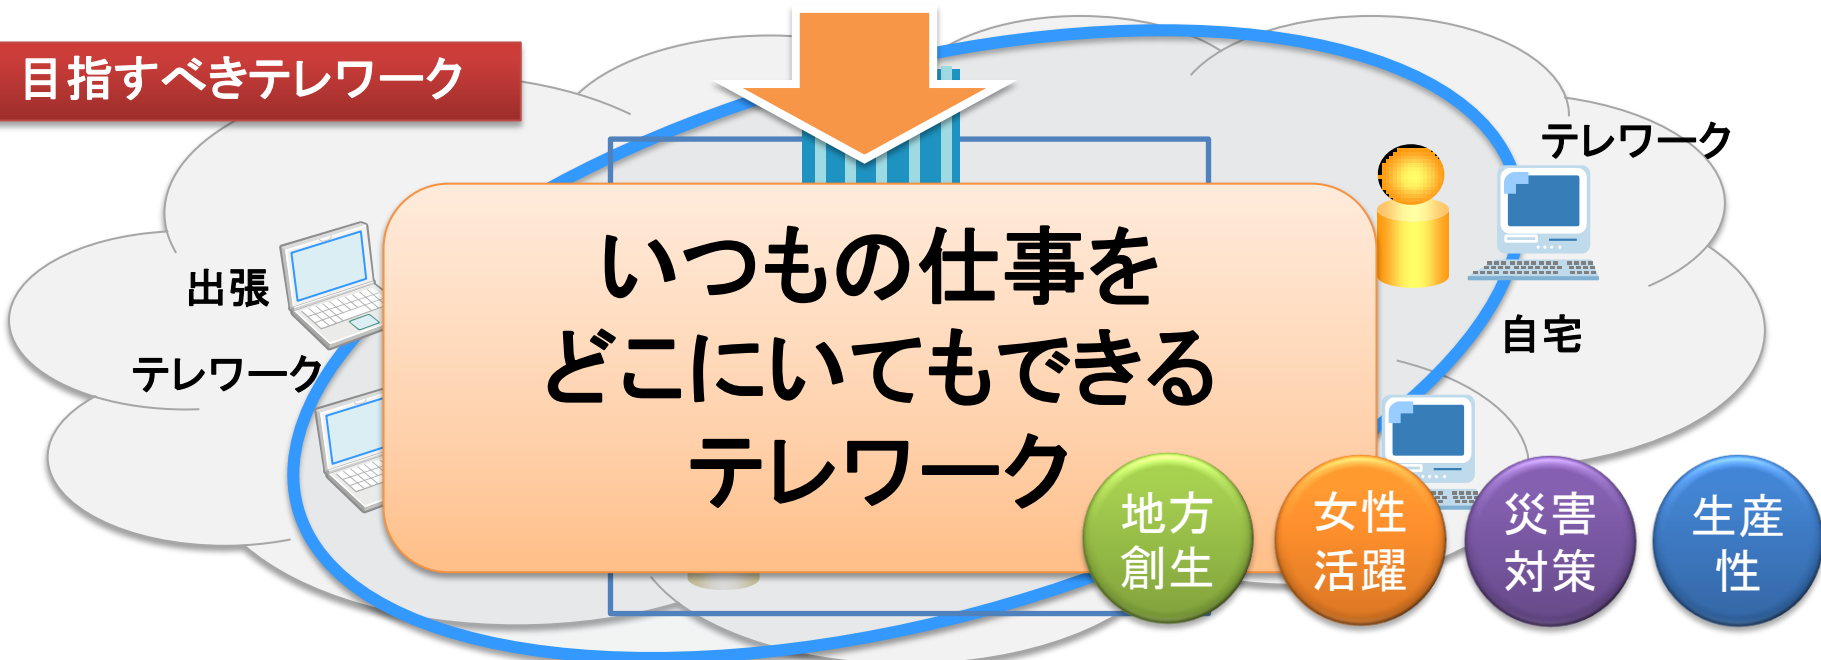 目指すべきテレワーク
テレワーク
出張
自宅
テレワーク
いつもの仕事を
どこにいてもできる
テレワーク
地方
創生
女性
活躍
災害
対策
生産
性